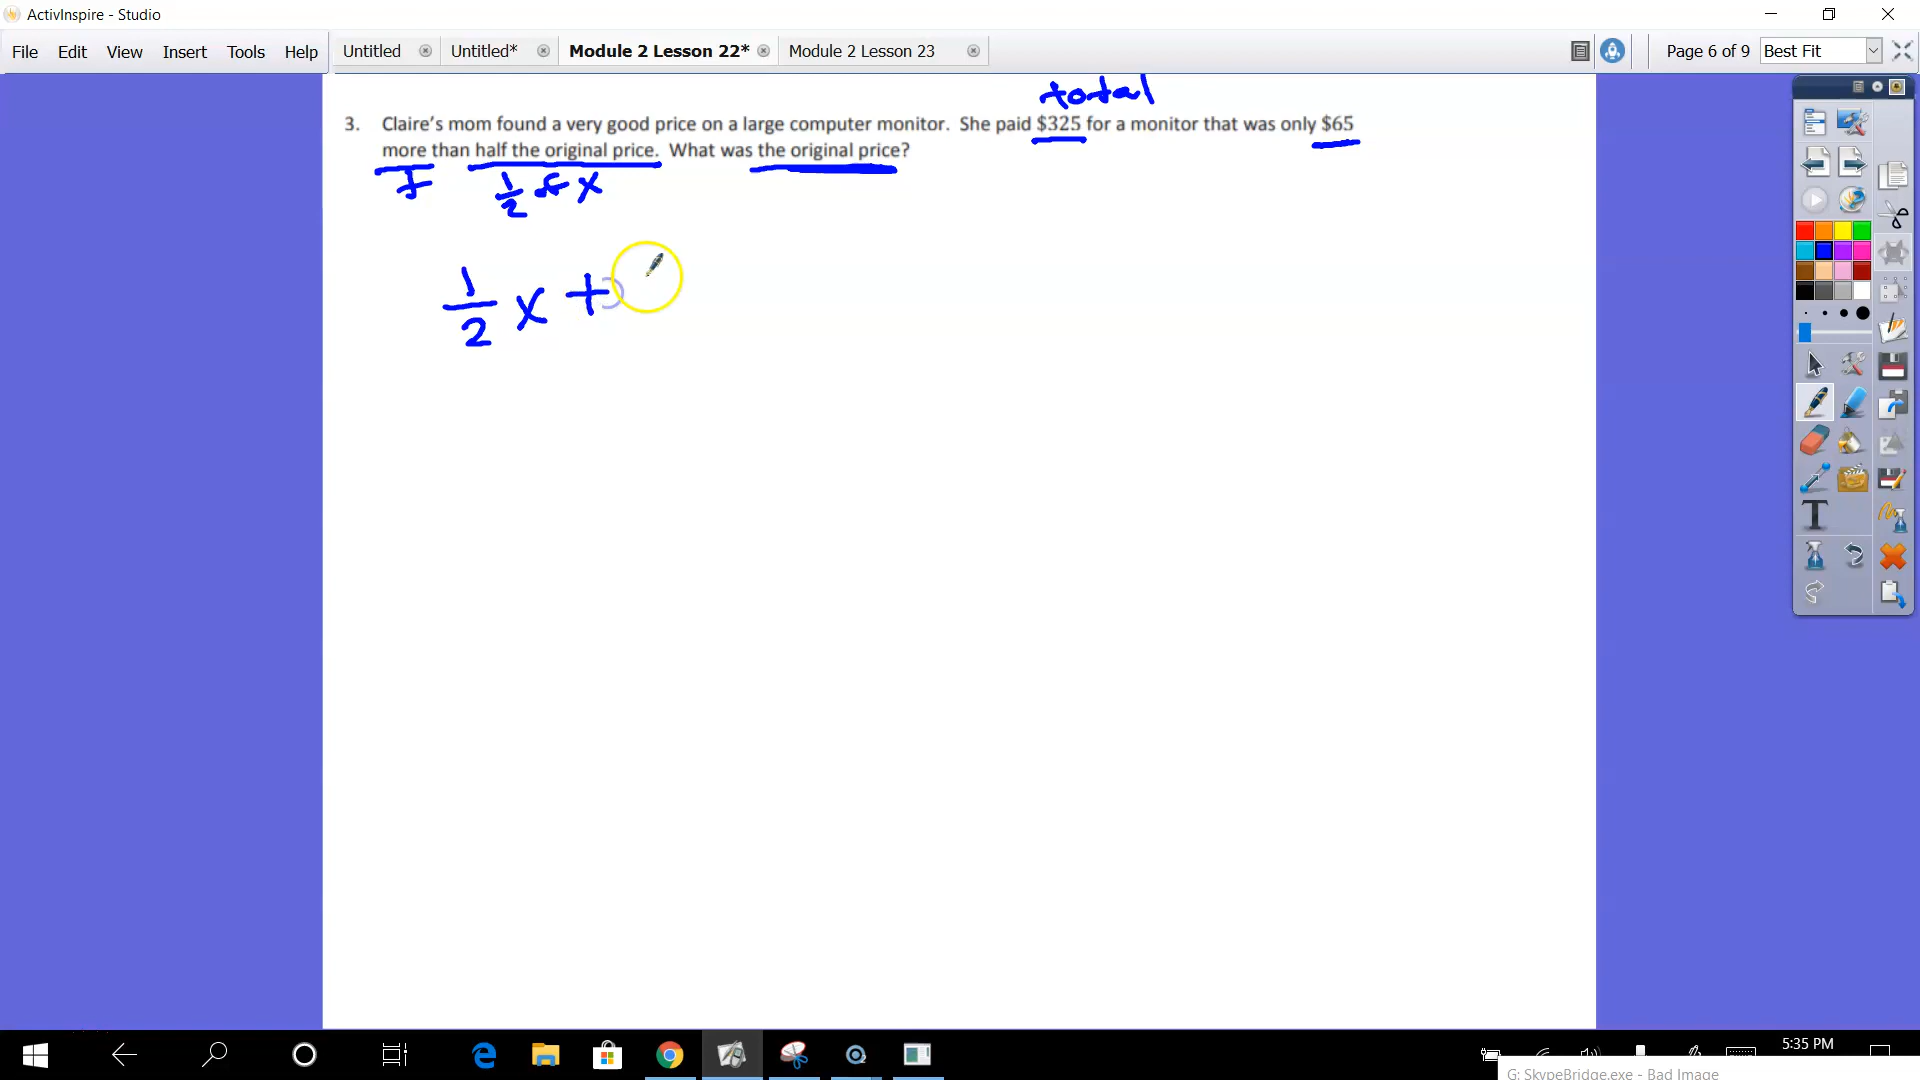 ActivInspire - Studio
File Edit View Insert Tools Help Untitled Untitled* Module 2 Lesson 22* Module 2 Lesson 23 Page 6 of 9 Best Fit
total
3. Claire's mom found a very good price on a large computer monitor. She paid $325 for a monitor that was only $65
more than half the original price. What was the original price?
+ 1/2 of x
1/2 x +
5:35 PM
G: SkypeBridge.exe - Bad Image